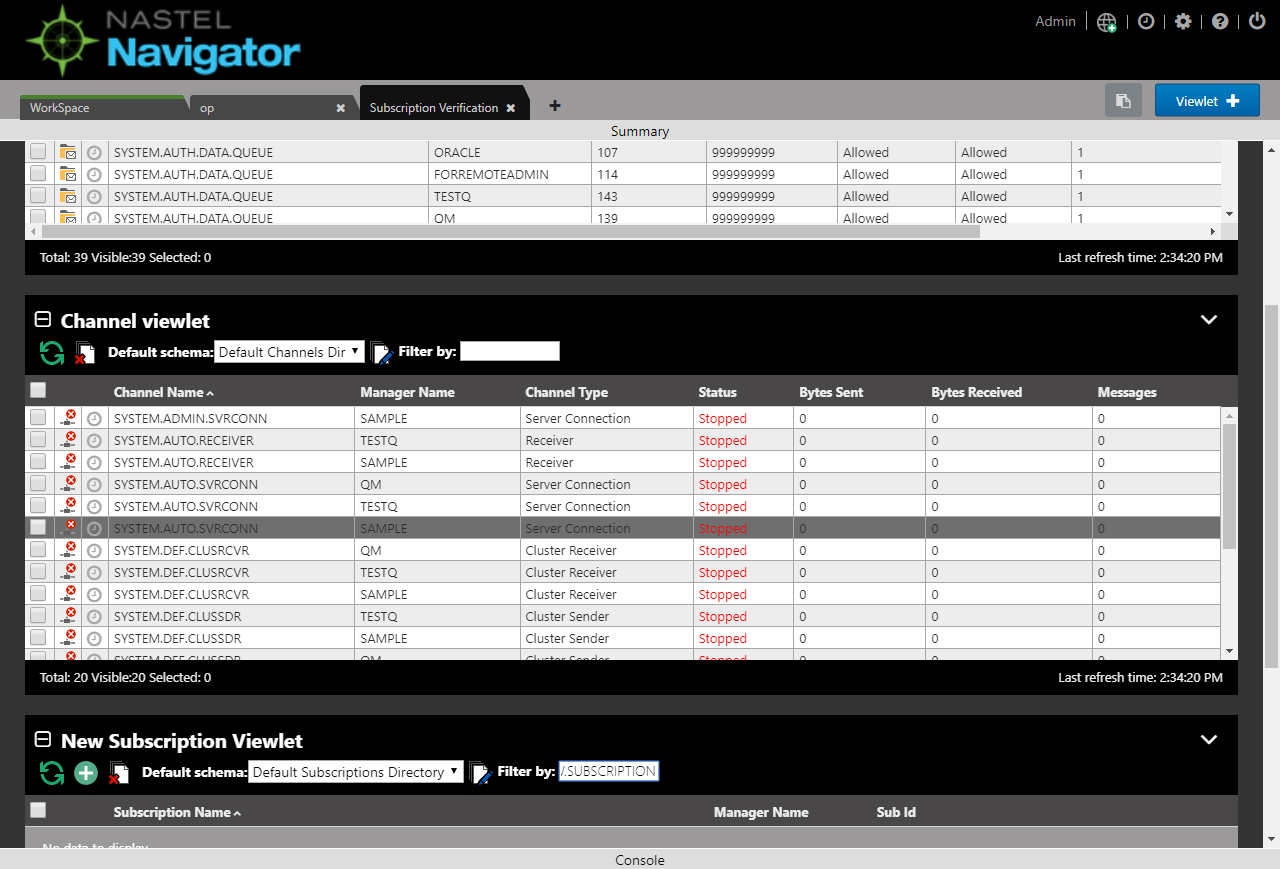 NASTEL
Navigator
Admin
WorkSpace
op
Subscription Verification
Viewlet
Summary
SYSTEM.AUTH.DATA.QUEUE ORACLE 107 999999999 Allowed Allowed 1
SYSTEM.AUTH.DATA.QUEUE FORREMOTEADMIN 114 999999999 Allowed Allowed 1
SYSTEM.AUTH.DATA.QUEUE TESTQ 143 999999999 Allowed Allowed 1
SYSTEM.AUTH.DATA.QUEUE QM 139 999999999 Allowed Allowed 1
Total: 39 Visible:39 Selected: 0 Last refresh time: 2:34:20 PM
Channel viewlet
Default schema: Default Channels Dir Filter by:
Channel Name Manager Name Channel Type Status Bytes Sent Bytes Received Messages
SYSTEM.ADMIN.SVRCONN SAMPLE Server Connection Stopped 0 0 0
SYSTEM.AUTO.RECEIVER TESTQ Receiver Stopped 0 0 0
SYSTEM.AUTO.RECEIVER SAMPLE Receiver Stopped 0 0 0
SYSTEM.AUTO.SVRCONN QM Server Connection Stopped 0 0 0
SYSTEM.AUTO.SVRCONN TESTQ Server Connection Stopped 0 0 0
SYSTEM.AUTO.SVRCONN SAMPLE Server Connection Stopped 0 0 0
SYSTEM.DEF.CLUSRCVR QM Cluster Receiver Stopped 0 0 0
SYSTEM.DEF.CLUSRCVR TESTQ Cluster Receiver Stopped 0 0 0
SYSTEM.DEF.CLUSRCVR SAMPLE Cluster Receiver Stopped 0 0 0
SYSTEM.DEF.CLUSSDR TESTQ Cluster Sender Stopped 0 0 0
SYSTEM.DEF.CLUSSDR SAMPLE Cluster Sender Stopped 0 0 0
SYSTEM.DEF.CLUSSDR QM Cluster Sender Stopped 0 0 0
Total: 20 Visible:20 Selected: 0 Last refresh time: 2:34:20 PM
New Subscription Viewlet
Default schema: Default Subscriptions Directory Filter by: /.SUBSCRIPTION
Subscription Name Manager Name Sub Id
No data to display
Console